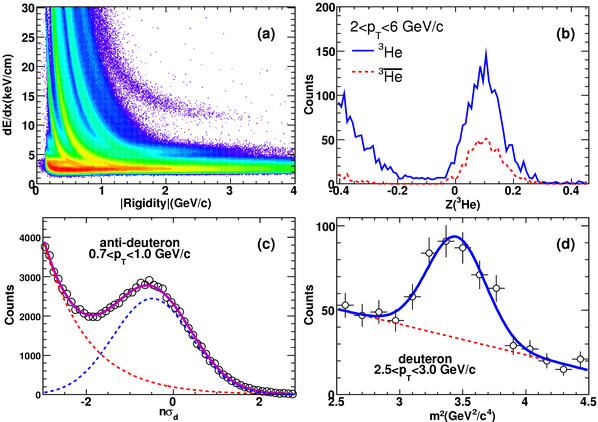 30
25
20
15
10
5
0
dE/dx(keV/cm)
(a)
0 1 2 3 4
|Rigidity|(GeV/c)
200
150
100
50
0
Counts
2<p_T<6 GeV/c
(b)
³He
³H̅e̅
-0.4 -0.2 0 0.2 0.4
Z(³He)
4000
3000
2000
1000
0
Counts
anti-deuteron
0.7<p_T<1.0 GeV/c
(c)
-2 0 2
nσ_d
100
50
0
Counts
(d)
deuteron
2.5<p_T<3.0 GeV/c
2.5 3 3.5 4 4.5
m²(GeV²/c⁴)